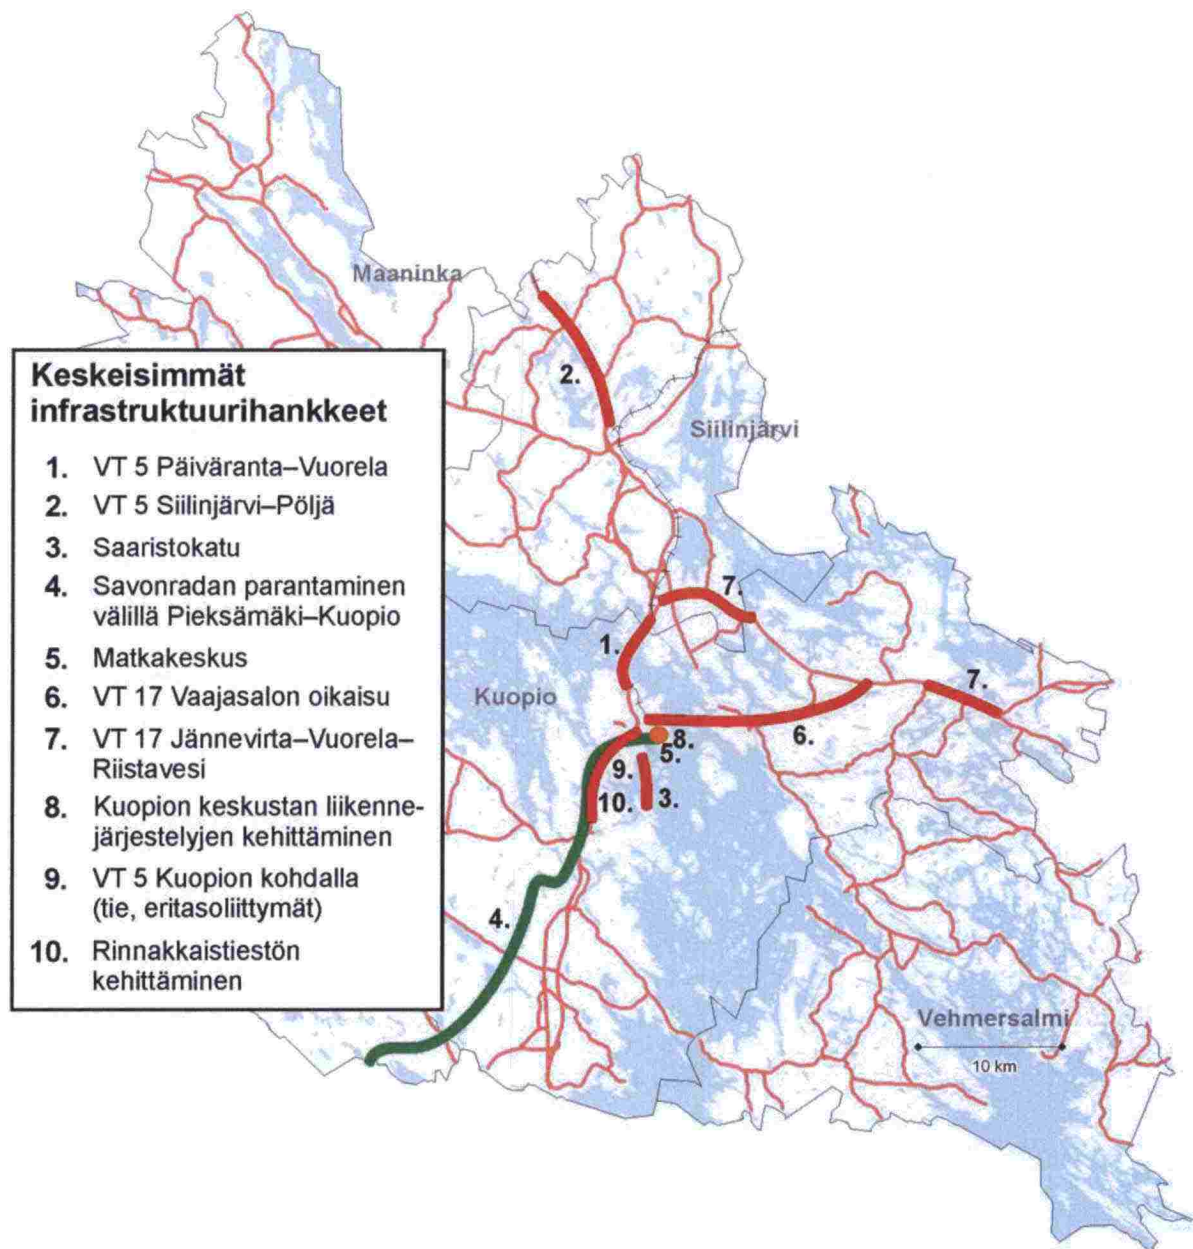 Maaninka
Keskeisimmät
infrastruktuurihankkeet
1. VT 5 Päiväranta–Vuorela
2. VT 5 Siilinjärvi–Pöljä
3. Saaristokatu
4. Savonradan parantaminen
välillä Pieksämäki–Kuopio
5. Matkakeskus
6. VT 17 Vaajasalon oikaisu
7. VT 17 Jännevirta–Vuorela–
Riistavesi
8. Kuopion keskustan liikenne-
järjestelyjen kehittäminen
9. VT 5 Kuopion kohdalla
(tie, eritasoliittymät)
10. Rinnakkaistiestön
kehittäminen
2.
Siilinjärvi
7.
1.
Kuopio
7.
6.
8.
5.
9.
10.
3.
4.
Vehmersalmi
10 km